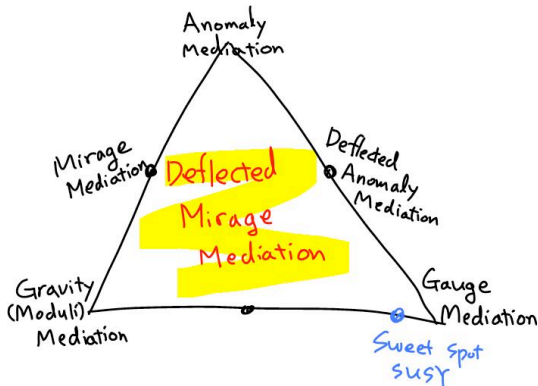 Anomaly
Mediation
Mirage
Mediation
Deflected
Mirage
Mediation
Deflected
Anomaly
Mediation
Gravity
(Moduli)
Mediation
Gauge
Mediation
Sweet spot
SUSY